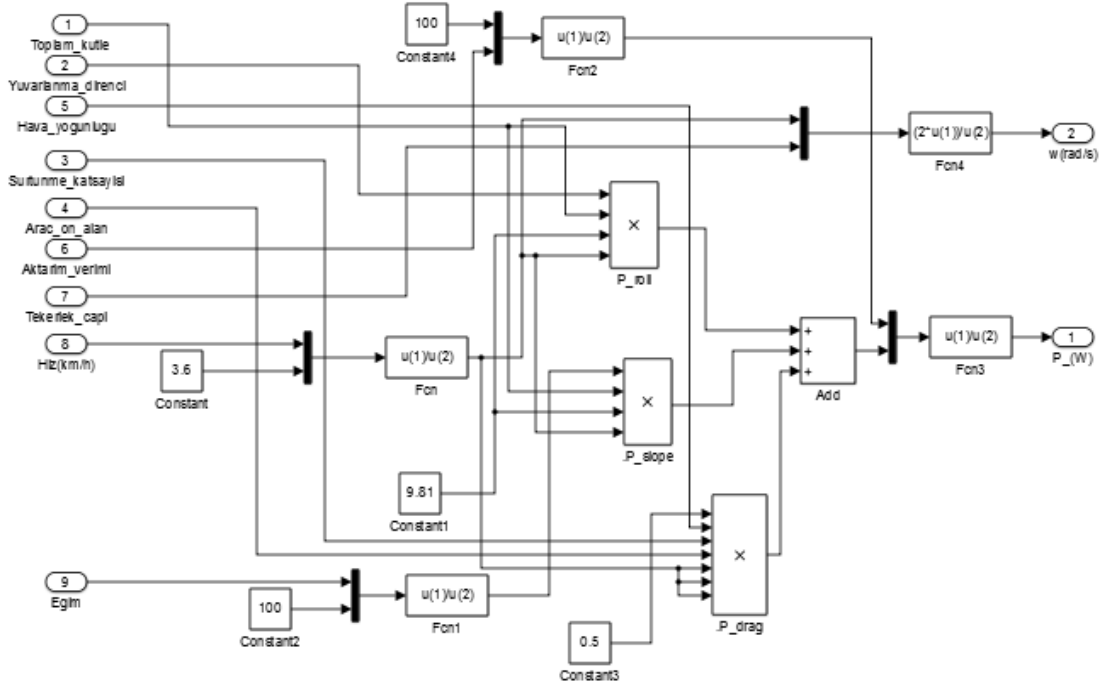 1
Toplam_kutle
2
Yuvarlanma_direnci
5
Hava_yogunlugu
3
Surtunme_katsayisi
4
Arac_on_alan
6
Aktarim_verimi
7
Tekerlek_capi
8
Hiz(km/h)
3.6
Constant
100
Constant4
u(1)/u(2)
Fcn2
(2*u(1))/u(2)
Fcn4
2
w(rad/s)
×
P_roll
u(1)/u(2)
Fcn
×
.P_slope
+
+
+
Add
u(1)/u(2)
Fcn3
1
P_(W)
9.81
Constant1
×
.P_drag
9
Egim
100
Constant2
u(1)/u(2)
Fcn1
0.5
Constant3